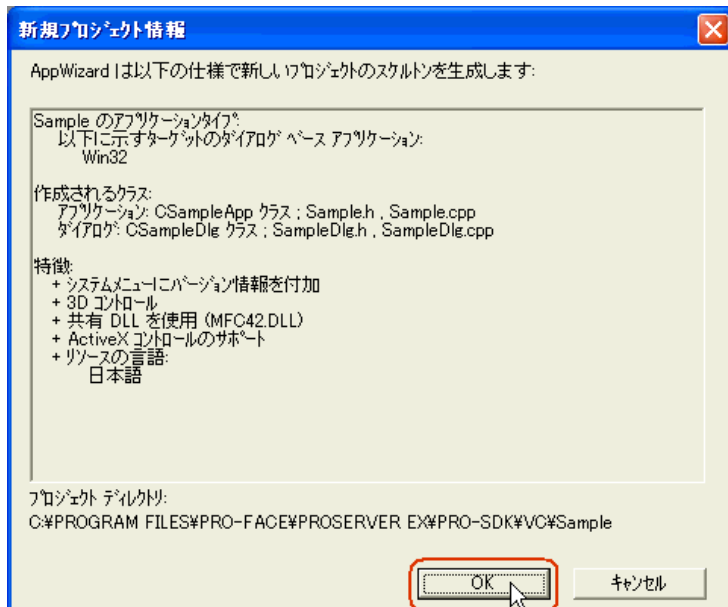 新規ﾌﾟﾛｼﾞｪｸﾄ情報
AppWizard は以下の仕様で新しいﾌﾟﾛｼﾞｪｸﾄのｽｹﾙﾄﾝを生成します:
Sample のｱﾌﾟﾘｹｰｼｮﾝﾀｲﾌﾟ:
以下に示すﾀｰｹﾞｯﾄのﾀﾞｲｱﾛｸﾞ ﾍﾞｰｽ ｱﾌﾟﾘｹｰｼｮﾝ:
Win32
作成されるｸﾗｽ:
ｱﾌﾟﾘｹｰｼｮﾝ: CSampleApp ｸﾗｽ ; Sample.h , Sample.cpp
ﾀﾞｲｱﾛｸﾞ: CSampleDlg ｸﾗｽ ; SampleDlg.h , SampleDlg.cpp
特徴:
+ ｼｽﾃﾑﾒﾆｭｰにﾊﾞｰｼﾞｮﾝ情報を付加
+ 3D ｺﾝﾄﾛｰﾙ
+ 共有 DLL を使用 (MFC42.DLL)
+ ActiveX ｺﾝﾄﾛｰﾙのｻﾎﾟｰﾄ
+ ﾘｿｰｽの言語:
日本語
ﾌﾟﾛｼﾞｪｸﾄ ﾃﾞｨﾚｸﾄﾘ:
C:¥PROGRAM FILES¥PRO-FACE¥PROSERVER EX¥PRO-SDK¥VC¥Sample
OK
ｷｬﾝｾﾙ